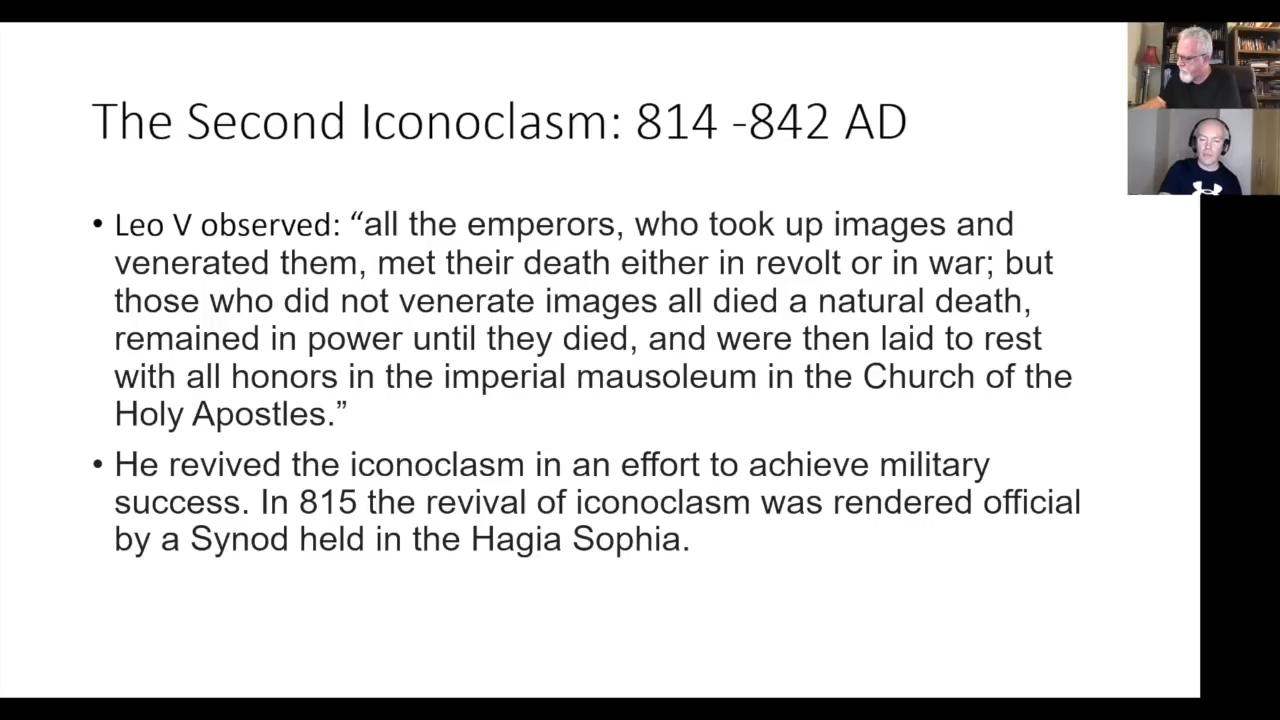 The Second Iconoclasm: 814 -842 AD
• Leo V observed: “all the emperors, who took up images and
venerated them, met their death either in revolt or in war; but
those who did not venerate images all died a natural death,
remained in power until they died, and were then laid to rest
with all honors in the imperial mausoleum in the Church of the
Holy Apostles.”
• He revived the iconoclasm in an effort to achieve military
success. In 815 the revival of iconoclasm was rendered official
by a Synod held in the Hagia Sophia.